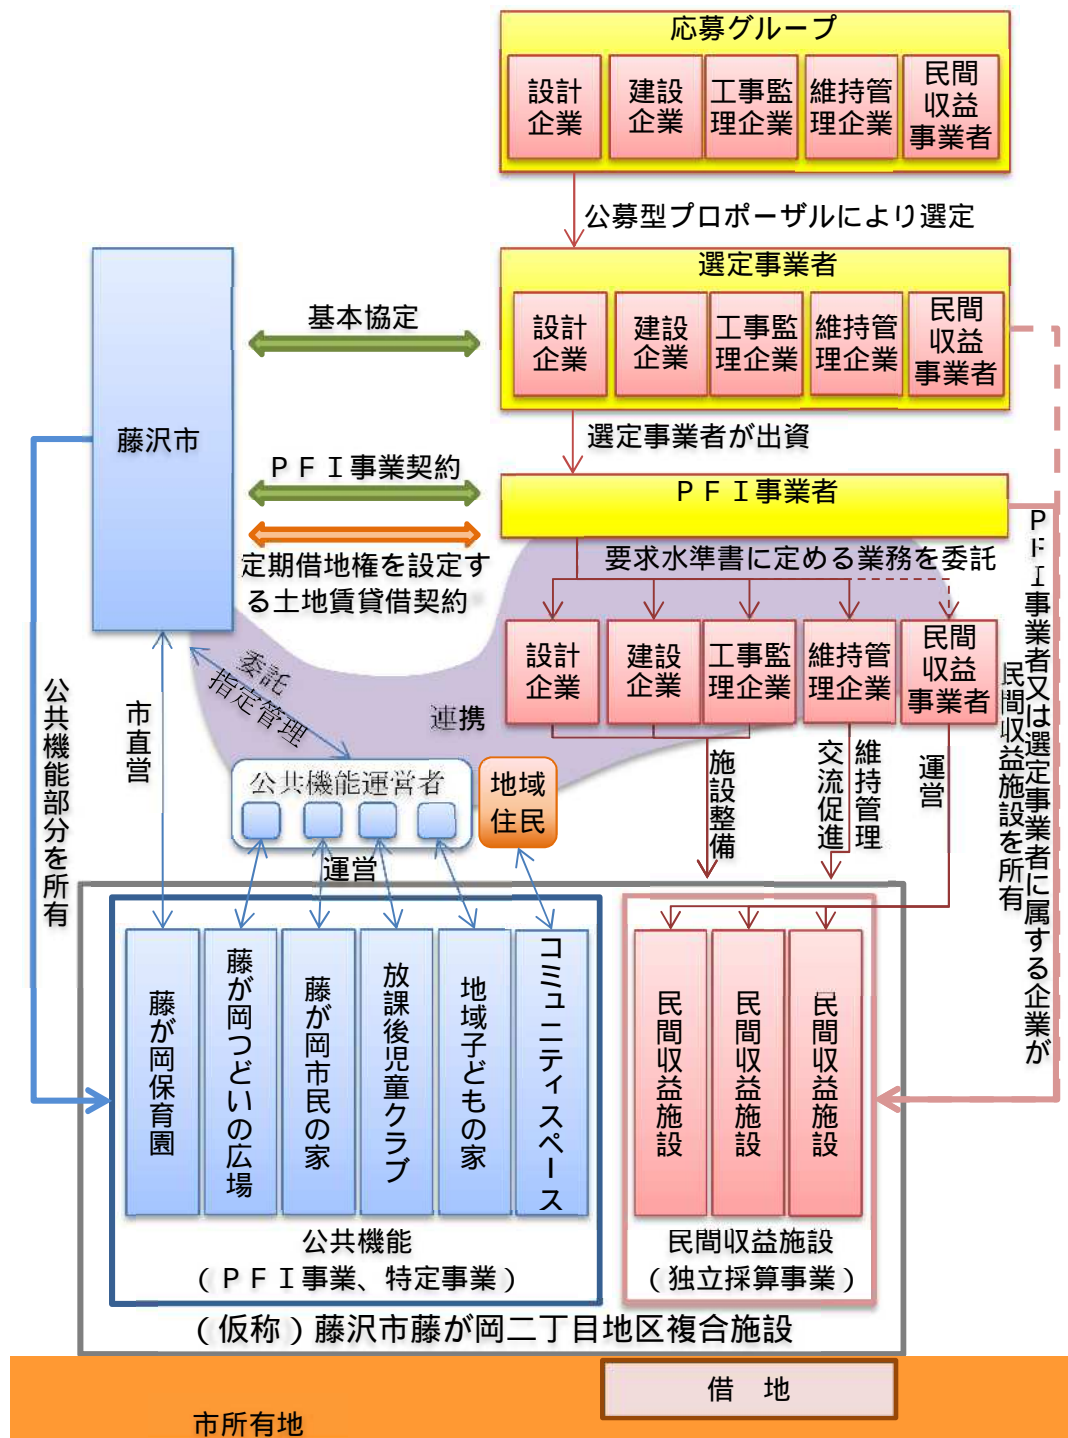 応募グループ
設計
企業
建設
企業
工事監
理企業
維持管
理企業
民間
収益
事業者
公募型プロポーザルにより選定
選定事業者
設計
企業
建設
企業
工事監
理企業
維持管
理企業
民間
収益
事業者
基本協定
藤沢市
選定事業者が出資
ＰＦＩ事業契約
ＰＦＩ事業者
定期借地権を設定す
る土地賃貸借契約
要求水準書に定める業務を委託
設計
企業
建設
企業
工事監
理企業
維持管
理企業
民間
収益
事業者
ＰＦＩ事業者又は選定事業者に属する企業が
民間収益施設を所有
公共機能部分を所有
市直営
委託
指定管理
連携
公共機能運営者
地域
住民
運営
施設整備
維持管理
交流促進
運営
藤が岡保育園
藤が岡つどいの広場
藤が岡市民の家
放課後児童クラブ
地域子どもの家
コミュニティスペース
民間収益施設
民間収益施設
民間収益施設
公共機能
（ＰＦＩ事業、特定事業）
民間収益施設
（独立採算事業）
（仮称）藤沢市藤が岡二丁目地区複合施設
借　地
市所有地